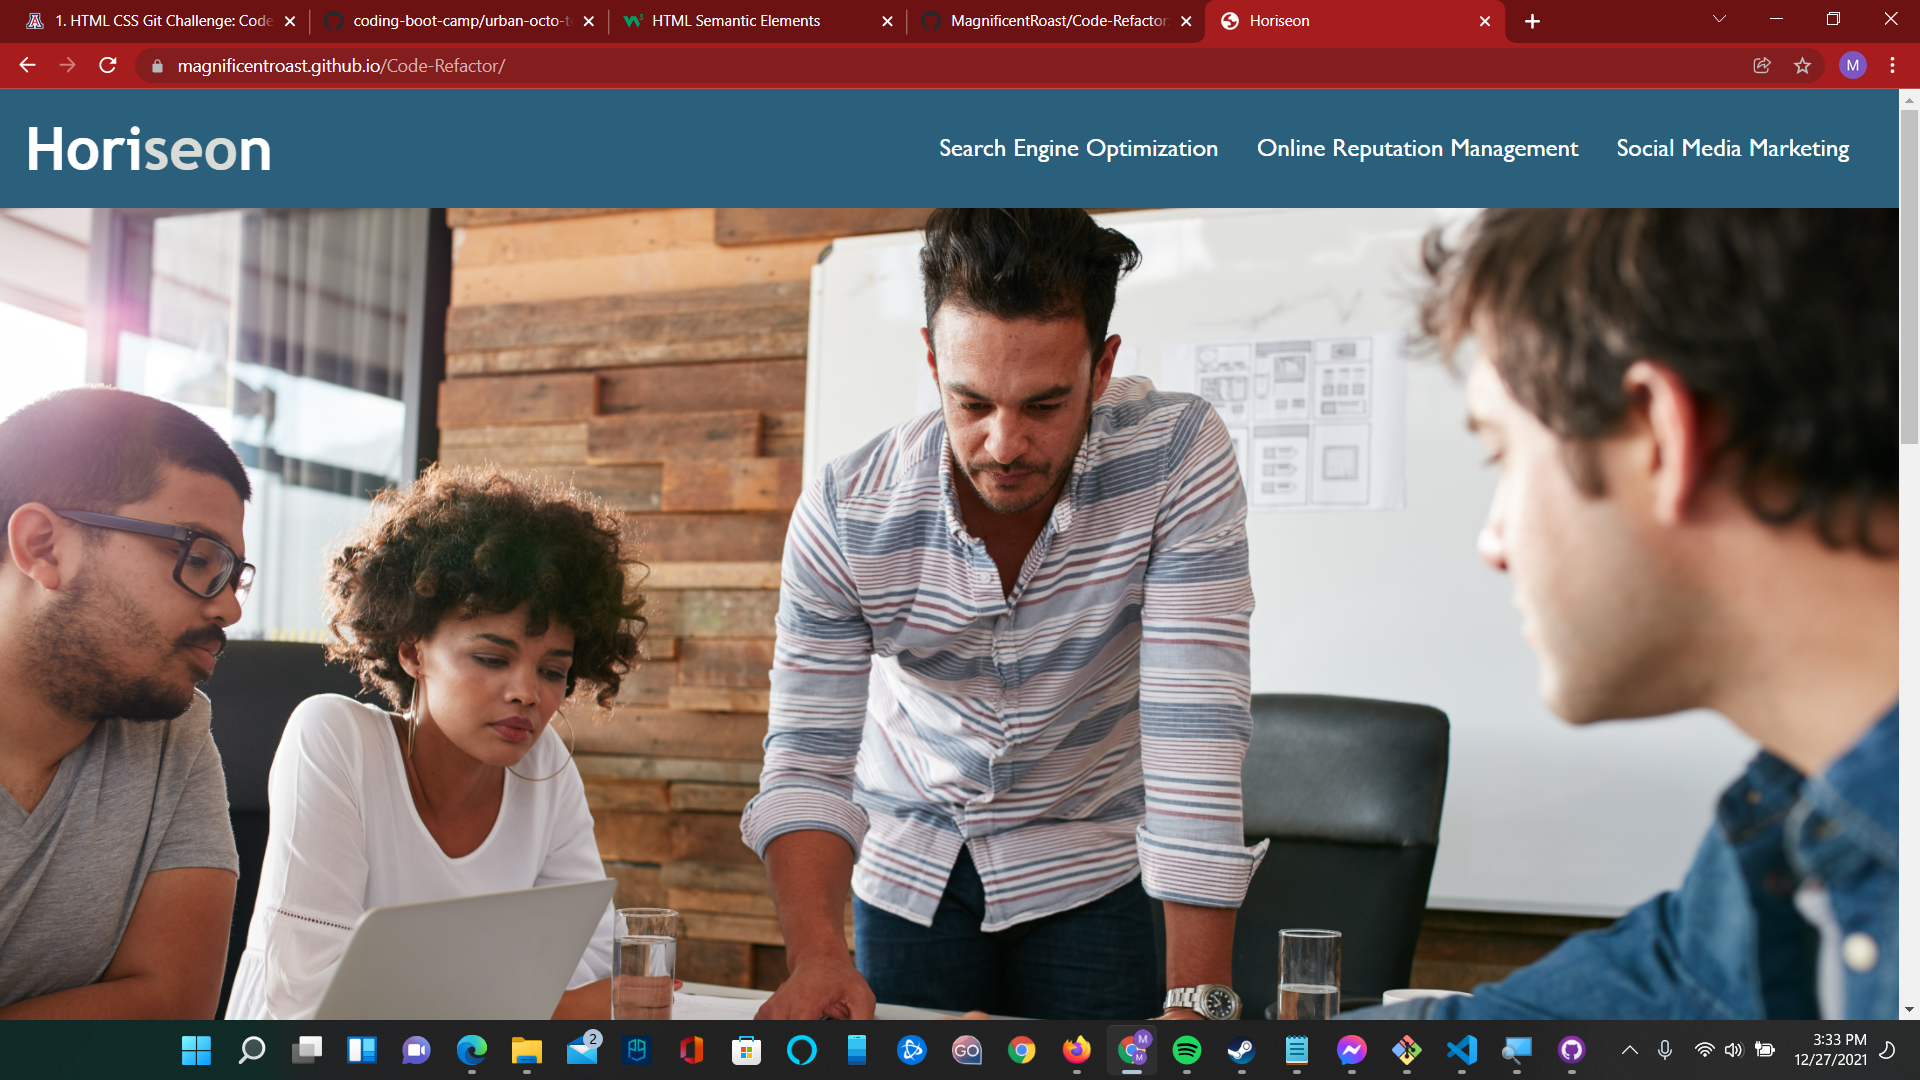 1. HTML CSS Git Challenge: Code
coding-boot-camp/urban-octo-t
HTML Semantic Elements
MagnificentRoast/Code-Refactor
Horiseon
magnificentroast.github.io/Code-Refactor/
M
Horiseon
Search Engine Optimization
Online Reputation Management
Social Media Marketing
2
GO
M
M
3:33 PM
12/27/2021